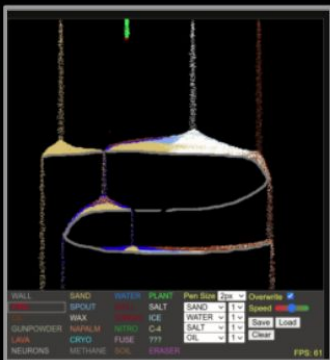 WALL SAND WATER PLANT Pen Size 2px Overwrite
SPOUT SALT SAND 1 Speed
WAX ICE WATER 1 Save Load
GUNPOWDER NAPALM NITRO C-4 SALT 1 Clear
LAVA CRYO FUSE ??? OIL 1
NEURONS METHANE SOIL ERASER FPS: 61